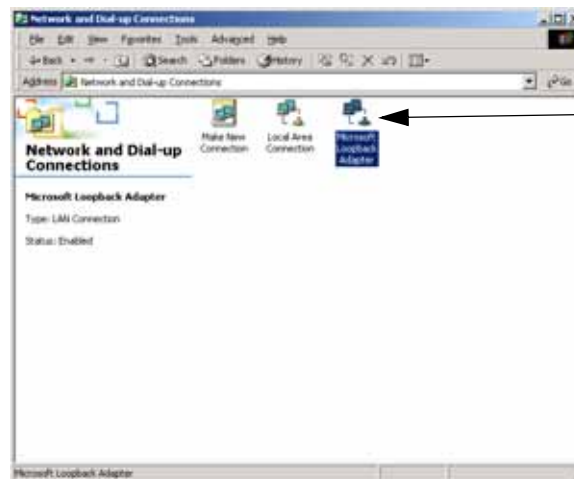 Network and Dial-up Connections
File Edit View Favorites Tools Advanced Help
Back Search Folders History
Address Network and Dial-up Connections Go
Network and Dial-up
Connections
Microsoft Loopback Adapter
Type: LAN Connection
Status: Enabled
Make New
Connection
Local Area
Connection
Microsoft
Loopback
Adapter
Microsoft Loopback Adapter